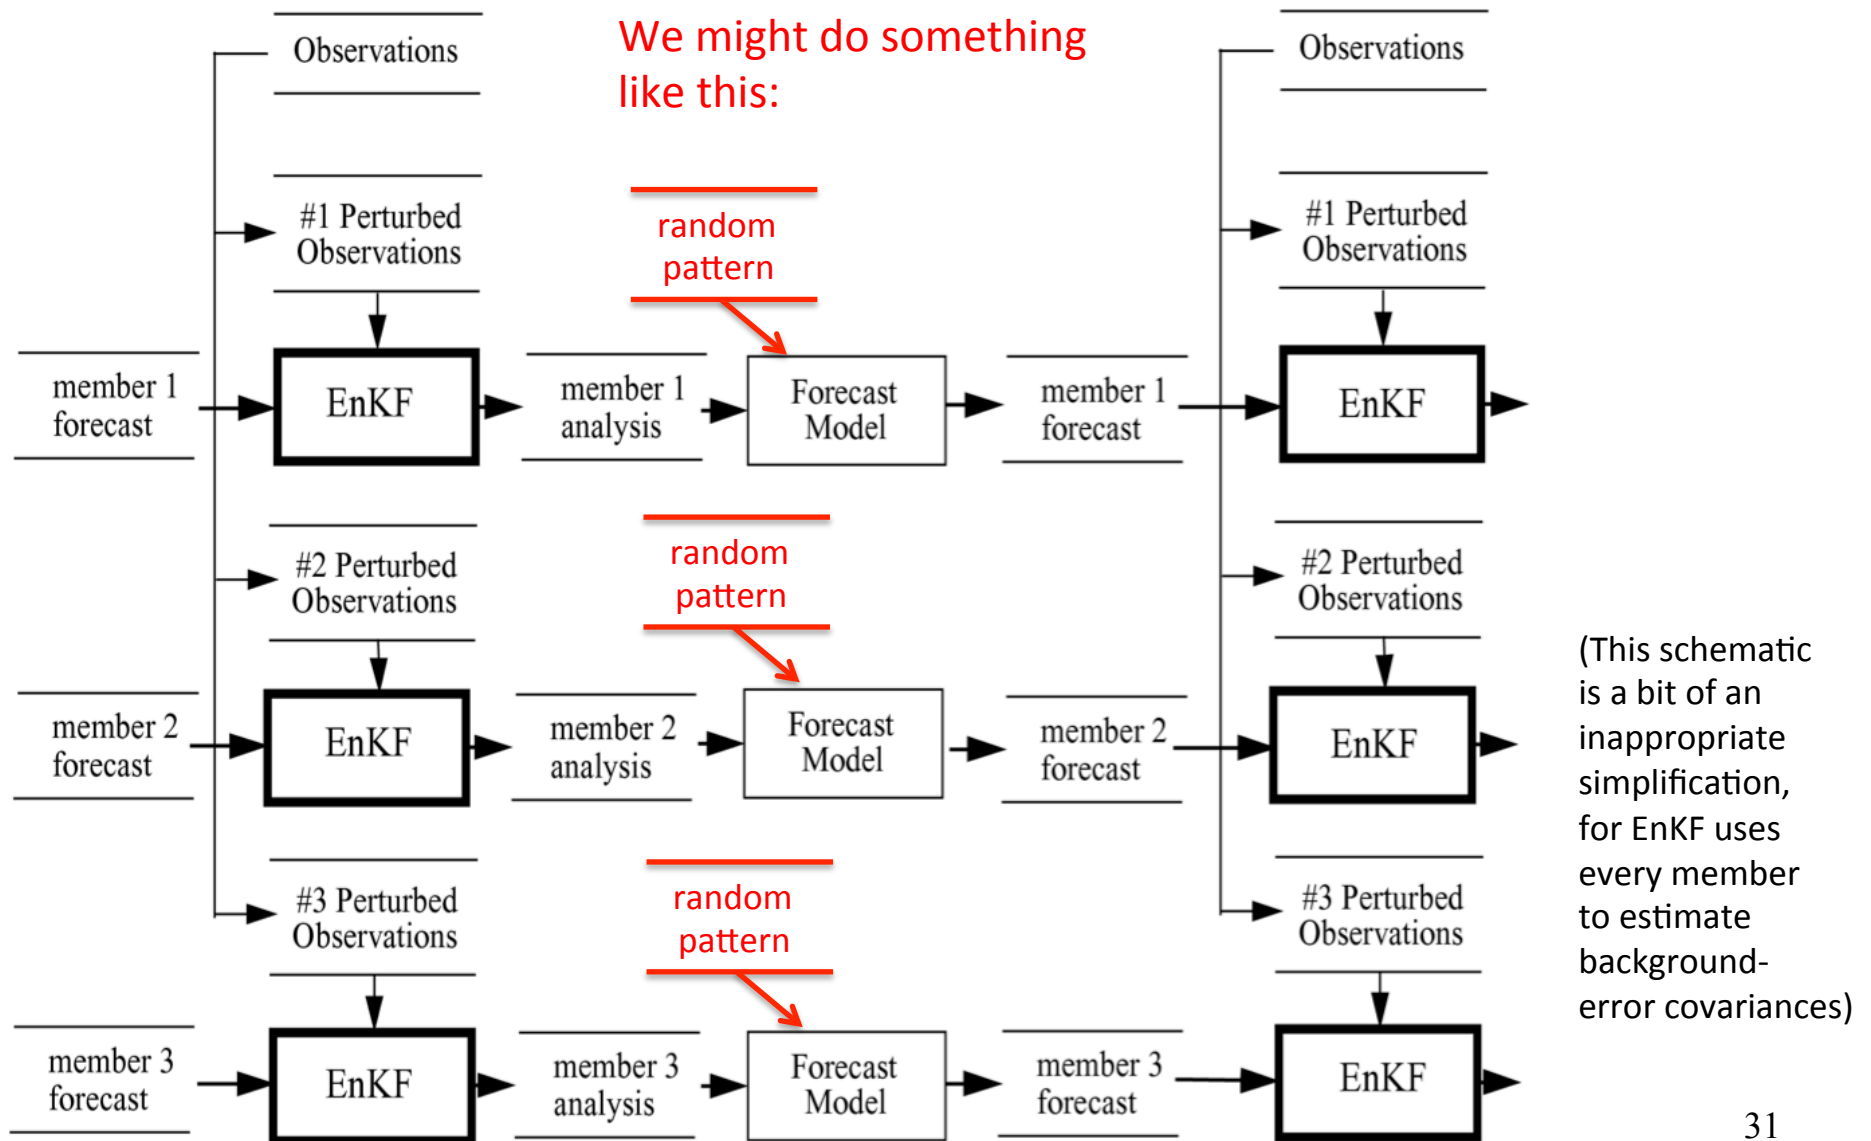 We might do something
like this:
Observations
Observations
#1 Perturbed
Observations
random
pattern
#1 Perturbed
Observations
member 1
forecast
EnKF
member 1
analysis
Forecast
Model
member 1
forecast
EnKF
#2 Perturbed
Observations
random
pattern
#2 Perturbed
Observations
member 2
forecast
EnKF
member 2
analysis
Forecast
Model
member 2
forecast
EnKF
#3 Perturbed
Observations
random
pattern
#3 Perturbed
Observations
member 3
forecast
EnKF
member 3
analysis
Forecast
Model
member 3
forecast
EnKF
(This schematic
is a bit of an
inappropriate
simplification,
for EnKF uses
every member
to estimate
background-
error covariances)
31